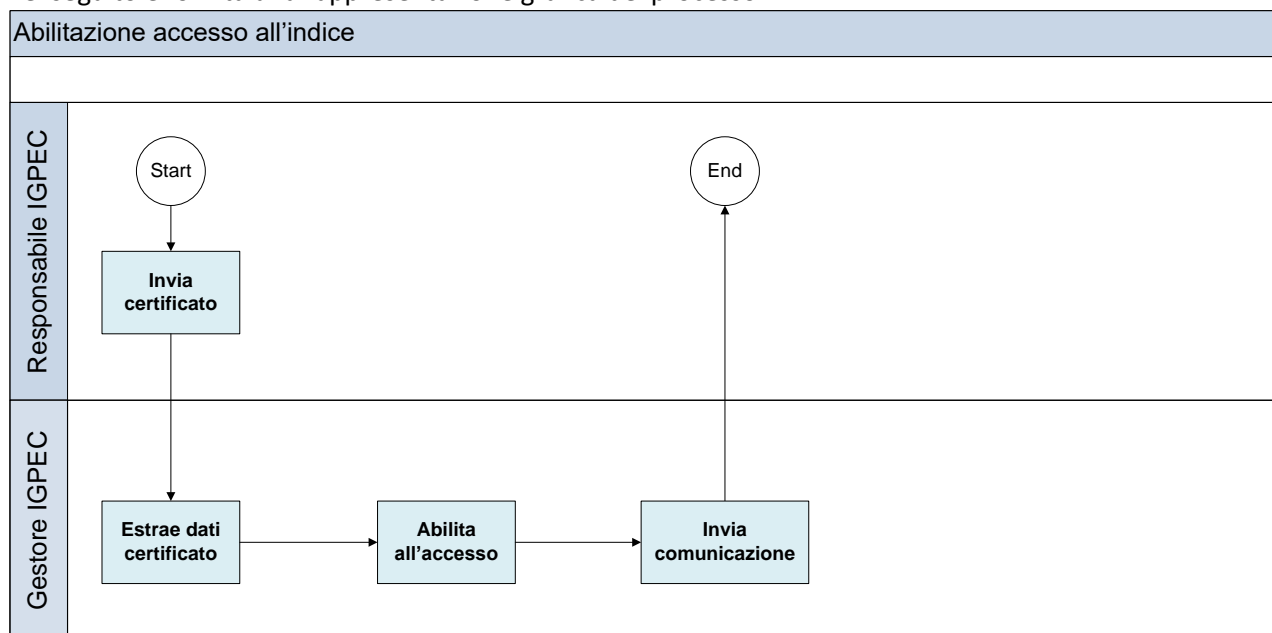 Abilitazione accesso all'indice
Responsabile IGPEC
Start
End
Invia
certificato
Gestore IGPEC
Estrae dati
certificato
Abilita
all'accesso
Invia
comunicazione